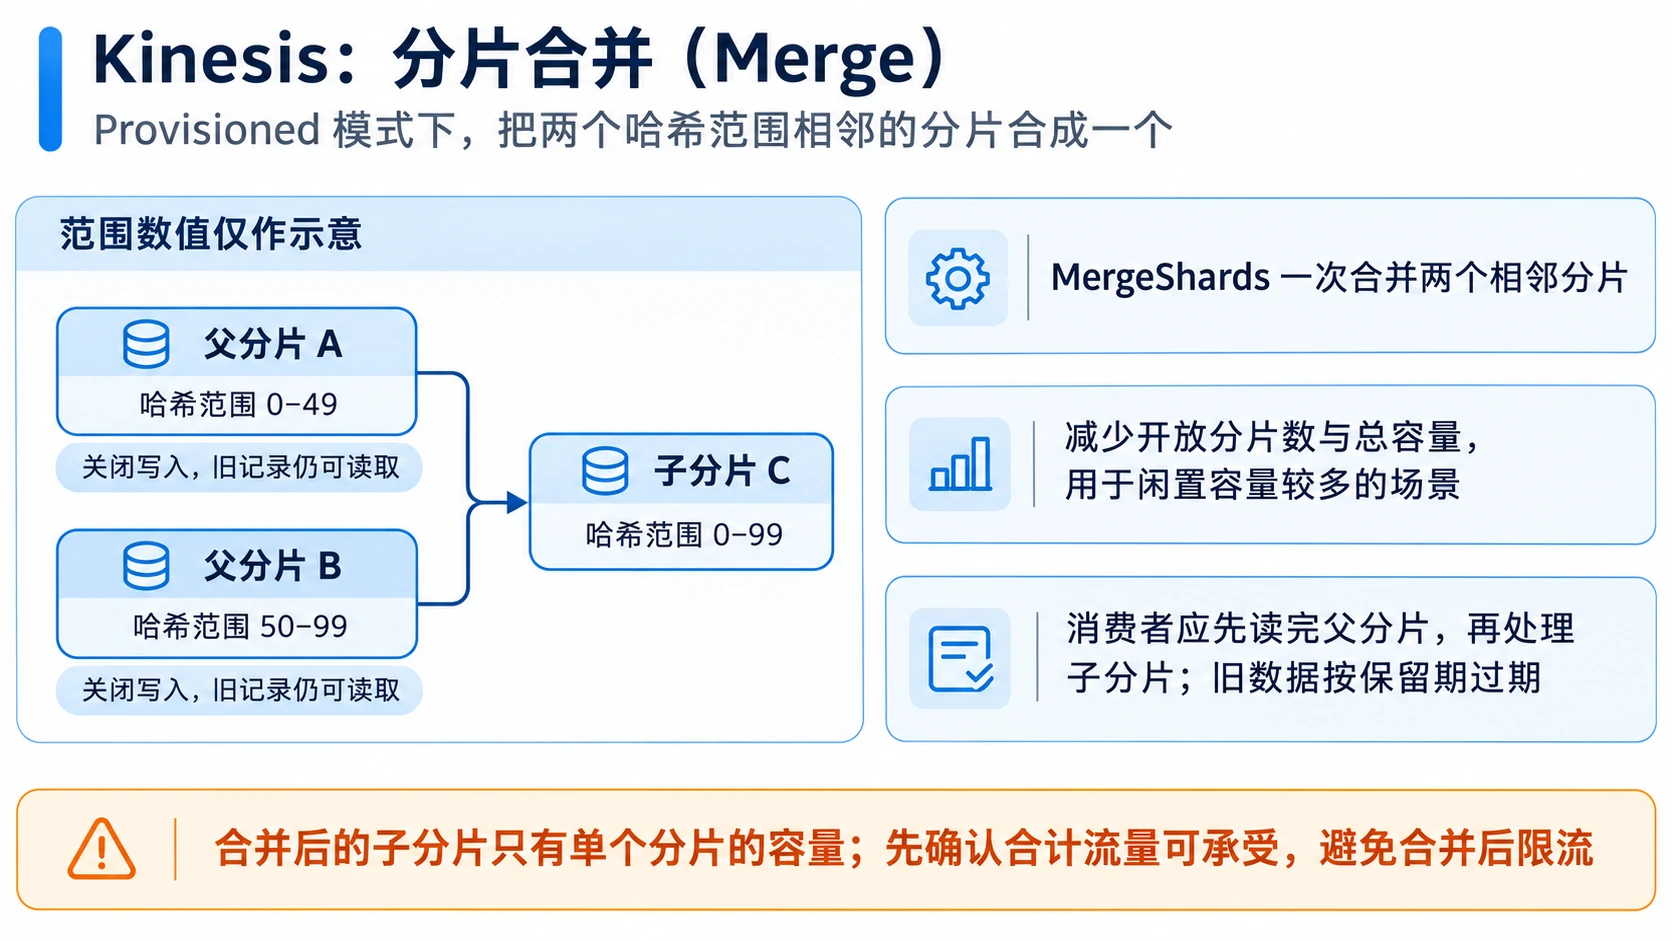 Kinesis：分片合并（Merge）
Provisioned 模式下，把两个哈希范围相邻的分片合成一个
范围数值仅作示意
父分片 A
哈希范围 0–49
关闭写入，旧记录仍可读取
父分片 B
哈希范围 50–99
关闭写入，旧记录仍可读取
子分片 C
哈希范围 0–99
MergeShards 一次合并两个相邻分片
减少开放分片数与总容量，
用于闲置容量较多的场景
消费者应先读完父分片，再处理
子分片；旧数据按保留期过期
合并后的子分片只有单个分片的容量；先确认合计流量可承受，避免合并后限流